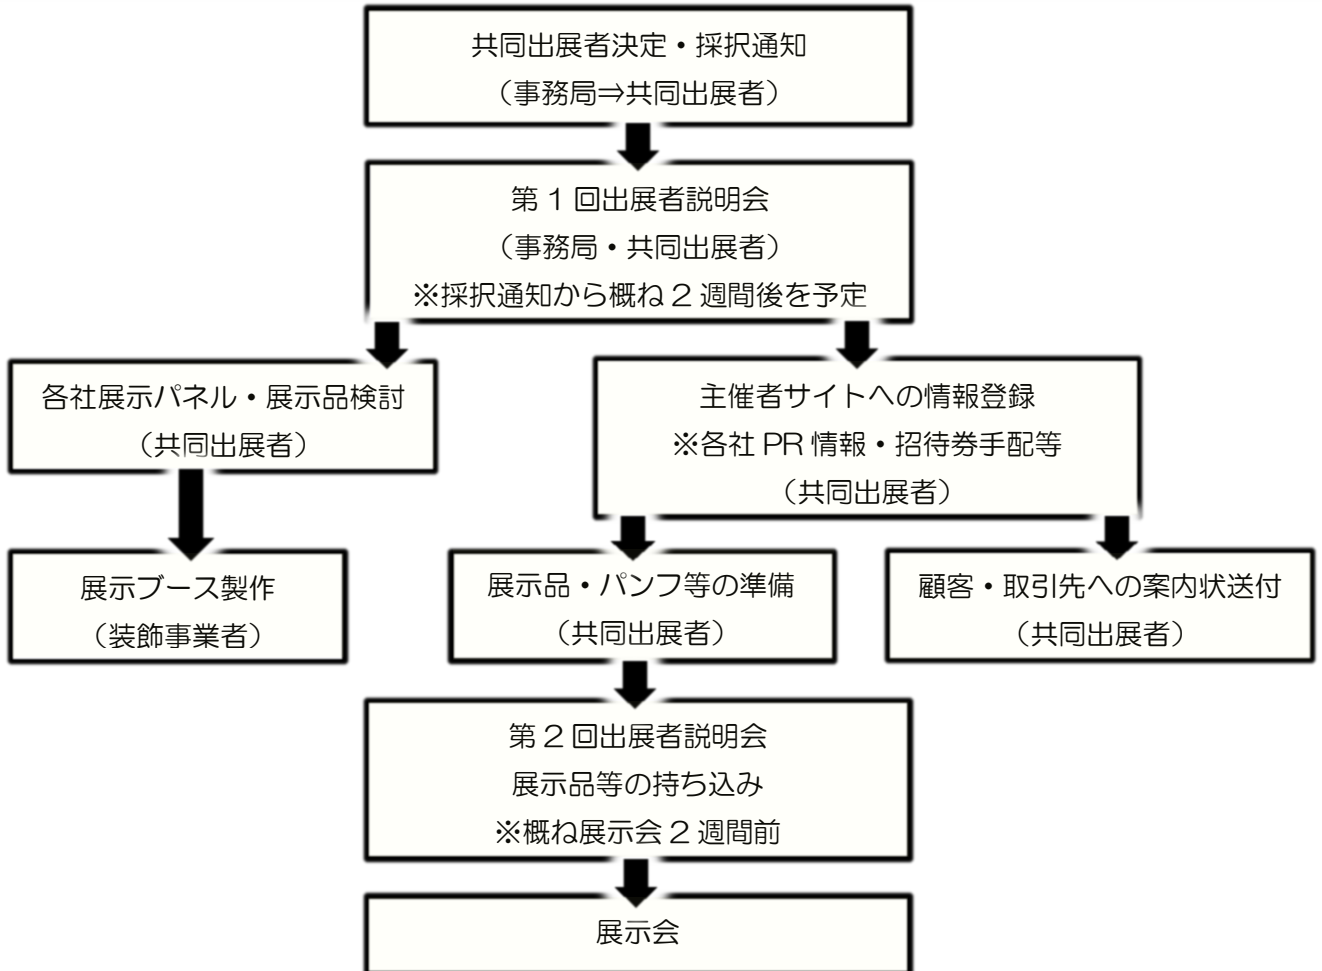 共同出展者決定・採択通知
（事務局⇒共同出展者）
第１回出展者説明会
（事務局・共同出展者）
※採択通知から概ね２週間後を予定
各社展示パネル・展示品検討
（共同出展者）
主催者サイトへの情報登録
※各社 PR 情報・招待券手配等
（共同出展者）
展示ブース製作
（装飾事業者）
展示品・パンフ等の準備
（共同出展者）
顧客・取引先への案内状送付
（共同出展者）
第２回出展者説明会
展示品等の持ち込み
※概ね展示会２週間前
展示会